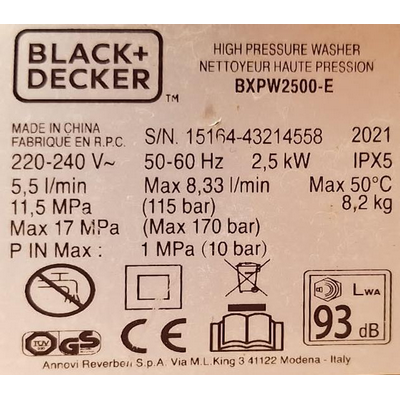 BLACK+
DECKER
TM
HIGH PRESSURE WASHER
NETTOYEUR HAUTE PRESSION
BXPW2500-E
MADE IN CHINA
FABRIQUE EN R.P.C.
S/N. 15164-43214558 2021
220-240 V~ 50-60 Hz 2,5 kW IPX5
5,5 l/min Max 8,33 l/min Max 50°C
11,5 MPa (115 bar) 8,2 kg
Max 17 MPa (Max 170 bar)
P IN Max : 1 MPa (10 bar)
LWA
93 dB
TÜV GS CE
Annovi Reverberi S.p.A. Via M.L.King 3 41122 Modena - Italy